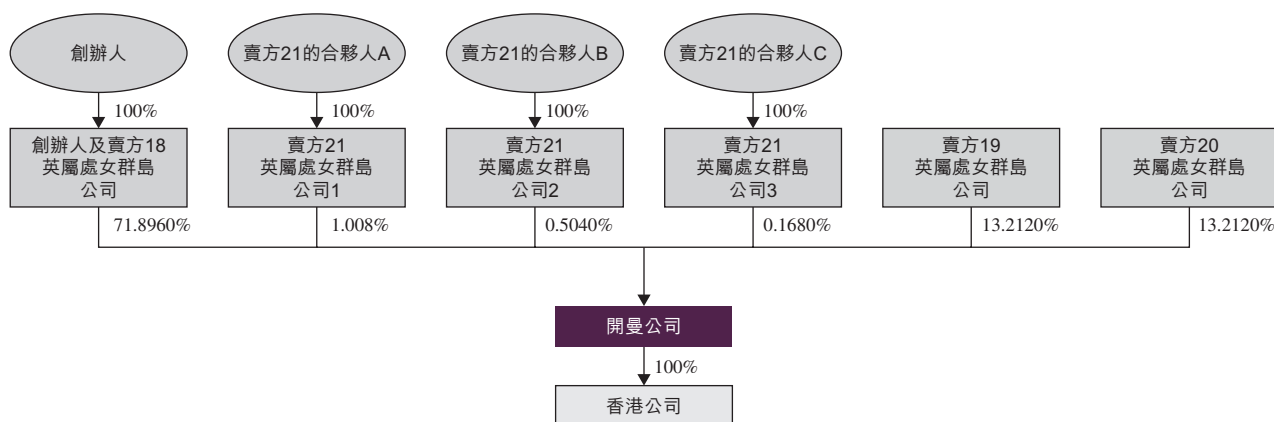 創辦人
賣方21的合夥人A
賣方21的合夥人B
賣方21的合夥人C
100%
100%
100%
100%
創辦人及賣方18
英屬處女群島
公司
賣方21
英屬處女群島
公司1
賣方21
英屬處女群島
公司2
賣方21
英屬處女群島
公司3
賣方19
英屬處女群島
公司
賣方20
英屬處女群島
公司
71.8960%
1.008%
0.5040%
0.1680%
13.2120%
13.2120%
開曼公司
100%
香港公司